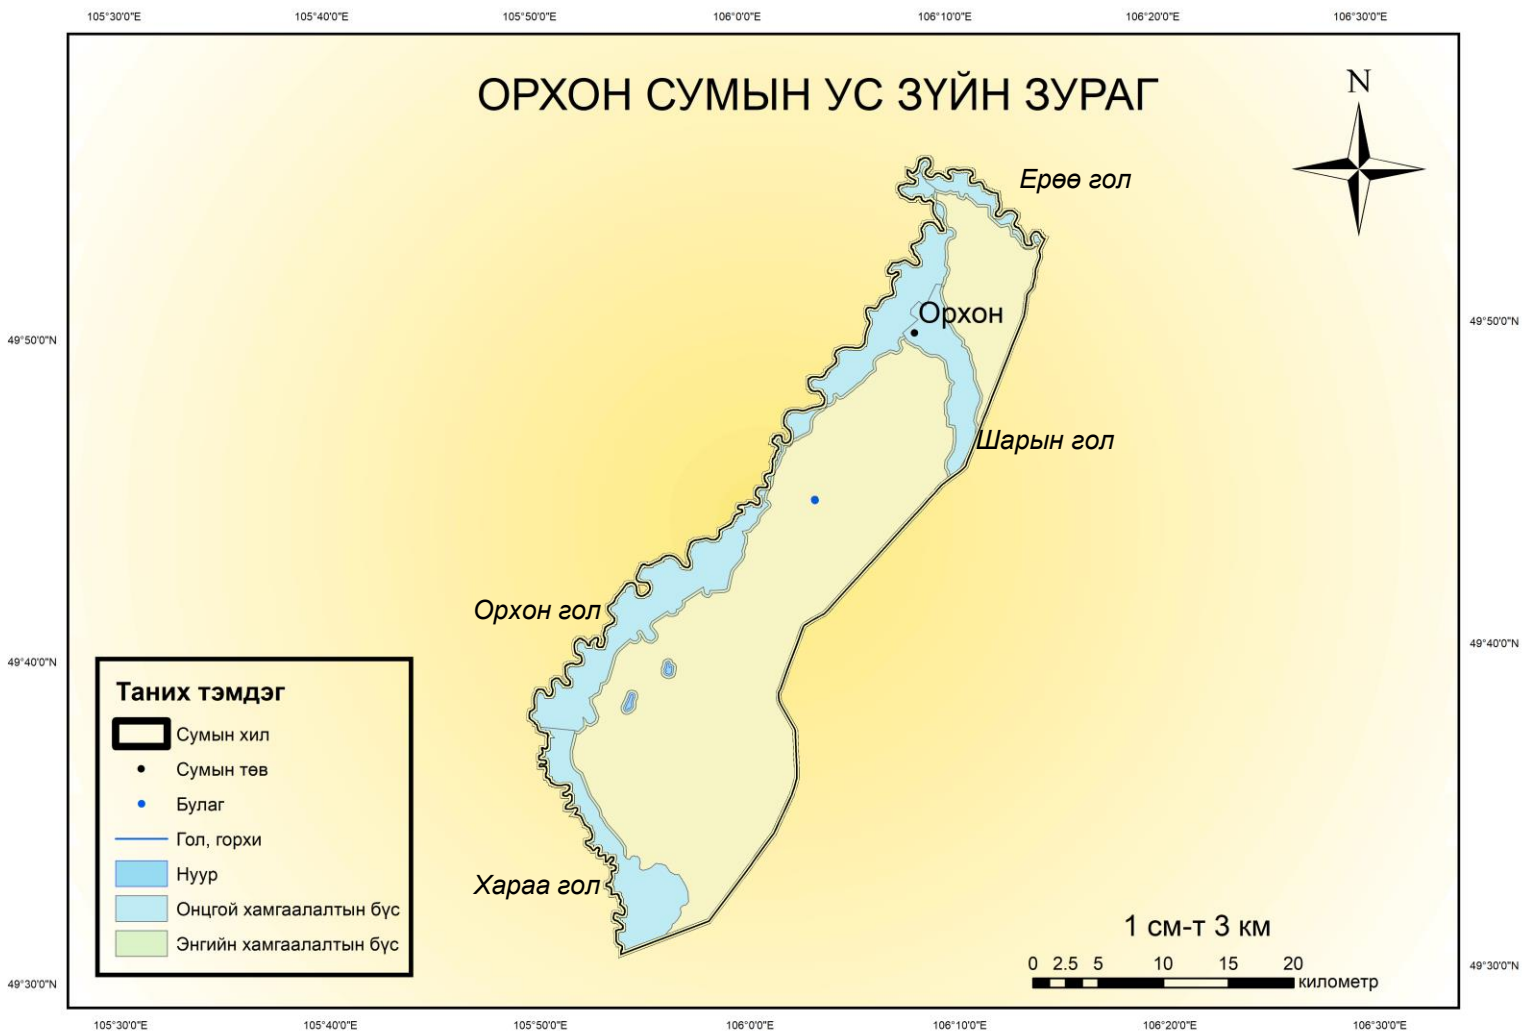 105°30'0"E 105°40'0"E 105°50'0"E 106°0'0"E 106°10'0"E 106°20'0"E 106°30'0"E
ОРХОН СУМЫН УС ЗҮЙН ЗУРАГ
N
Ерөө гол
Орхон
49°50'0"N 49°50'0"N
Шарын гол
Орхон гол
49°40'0"N 49°40'0"N
Таних тэмдэг
Сумын хил
Сумын төв
Булаг
Гол, горхи
Нуур
Онцгой хамгаалалтын бүс
Энгийн хамгаалалтын бүс
Хараа гол
1 см-т 3 км
0 2.5 5 10 15 20
километр
49°30'0"N 49°30'0"N
105°30'0"E 105°40'0"E 105°50'0"E 106°0'0"E 106°10'0"E 106°20'0"E 106°30'0"E